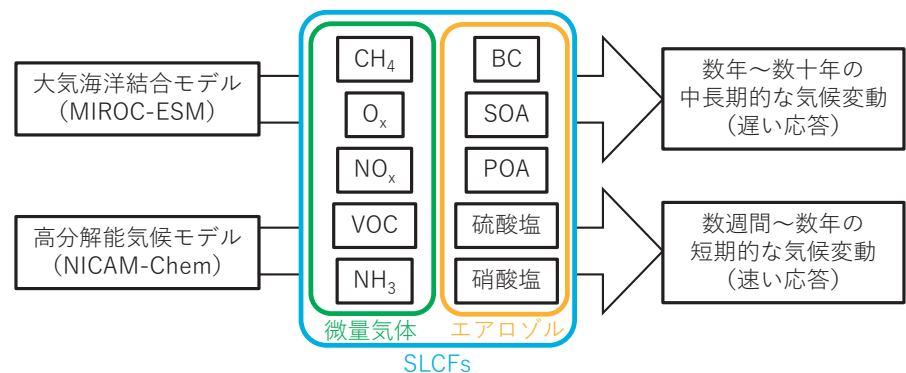 大気海洋結合モデル
(MIROC-ESM)
高分解能気候モデル
(NICAM-Chem)
CH₄
Oₓ
NOₓ
VOC
NH₃
微量気体
BC
SOA
POA
硫酸塩
硝酸塩
エアロゾル
SLCFs
数年～数十年の
中長期的な気候変動
(遅い応答)
数週間～数年の
短期的な気候変動
(速い応答)